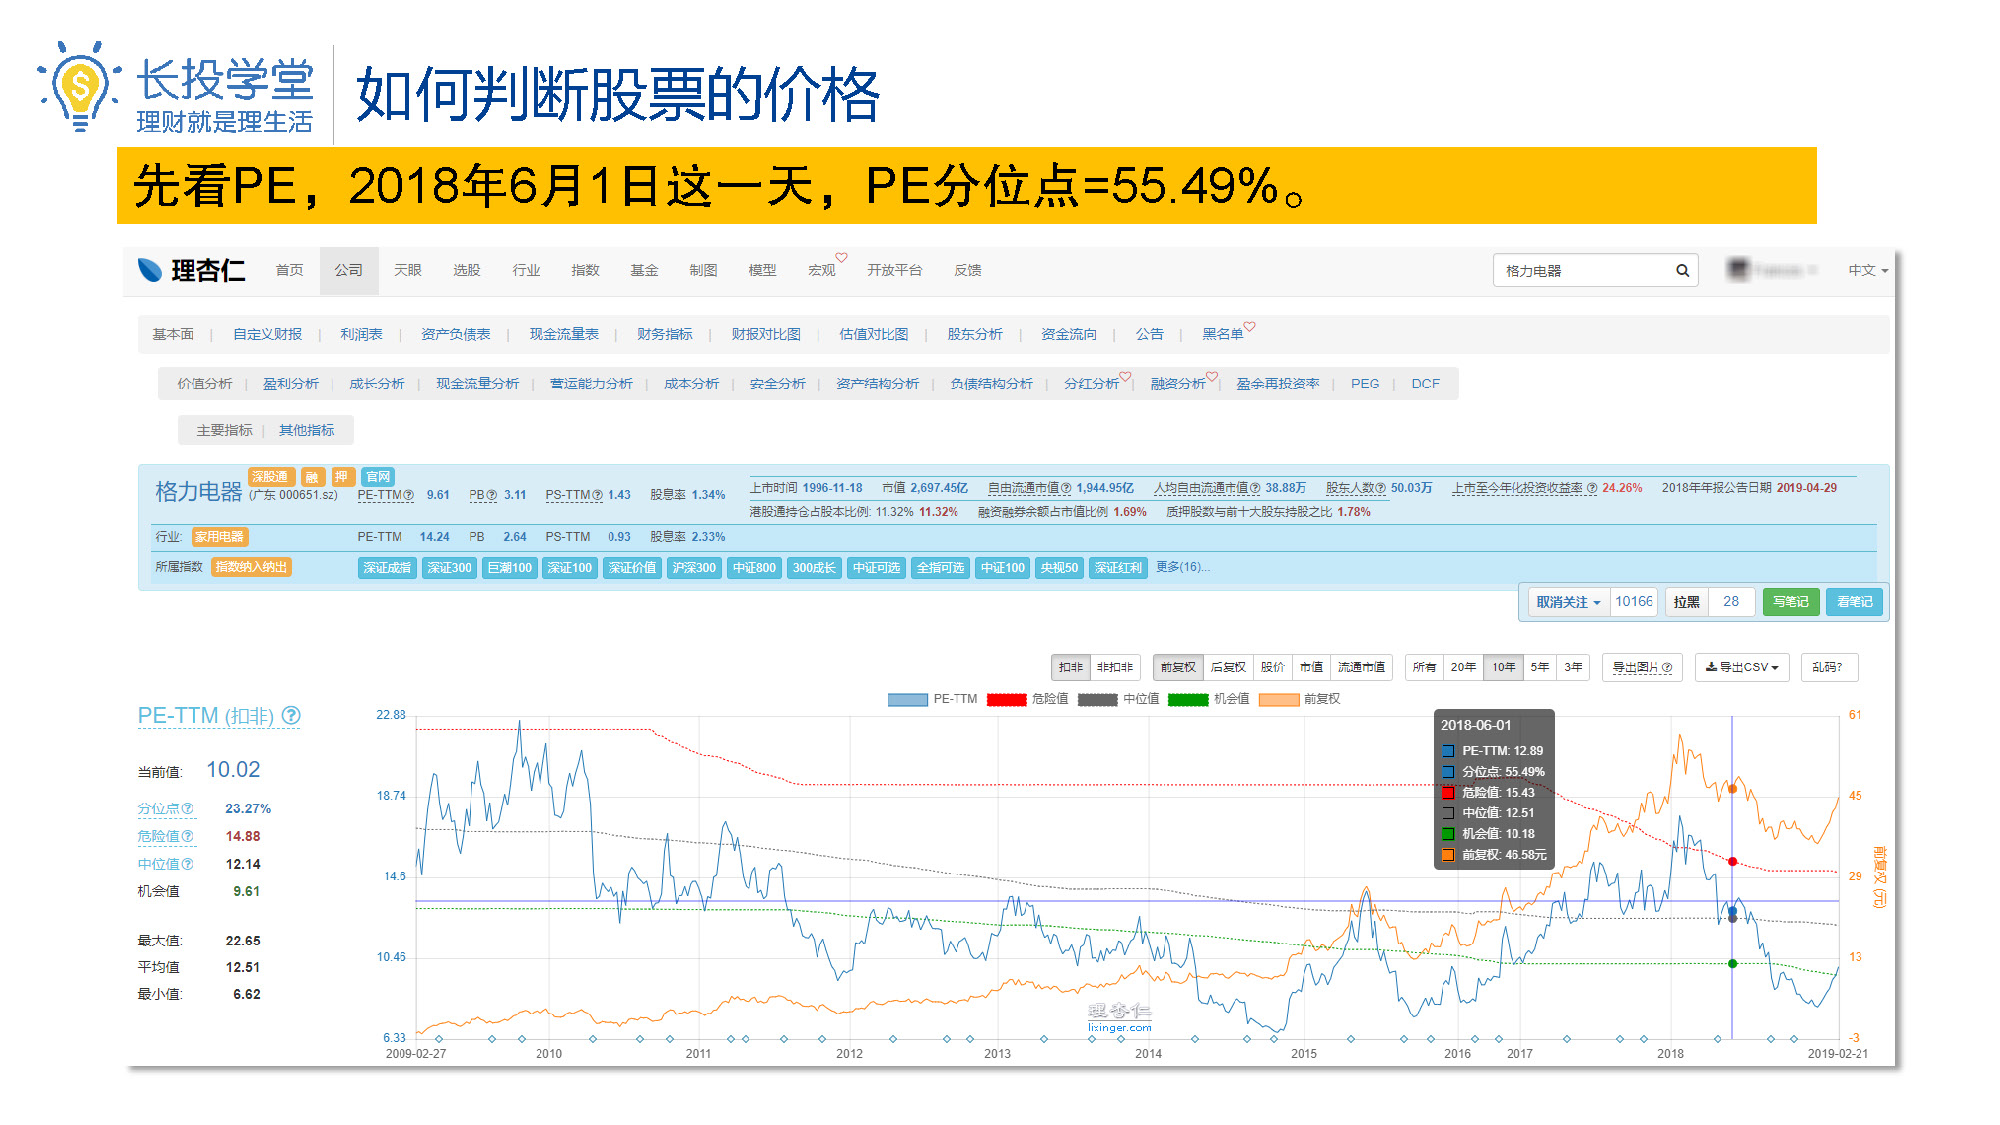 长投学堂
理财就是理生活
如何判断股票的价格
先看PE，2018年6月1日这一天，PE分位点=55.49%。
理杏仁 首页 公司 天眼 选股 行业 指数 基金 制图 模型 宏观 开放平台 反馈 格力电器 中文
基本面 | 自定义财报 | 利润表 | 资产负债表 | 现金流量表 | 财务指标 | 财报对比图 | 估值对比图 | 股东分析 | 资金流向 | 公告 | 黑名单
价值分析 | 盈利分析 | 成长分析 | 现金流量分析 | 营运能力分析 | 成本分析 | 安全分析 | 资产结构分析 | 负债结构分析 | 分红分析 | 融资分析 | 盈余再投资率 | PEG | DCF
主要指标 | 其他指标
深股通 融 押 官网
格力电器 (广东 000651.sz) PE-TTM 9.61 PB 3.11 PS-TTM 1.43 股息率 1.34%
上市时间 1996-11-18 市值 2,697.45亿 自由流通市值 1,944.95亿 人均自由流通市值 38.88万 股东人数 50.03万 上市至今年化投资收益率 24.26% 2018年年报公告日期 2019-04-29
港股通持仓占股本比例: 11.32% 11.32% 融资融券余额占市值比例 1.69% 质押股数与前十大股东持股之比 1.78%
行业: 家用电器 PE-TTM 14.24 PB 2.64 PS-TTM 0.93 股息率 2.33%
所属指数 指数纳入纳出 深证成指 深证300 巨潮100 深证100 深证价值 沪深300 中证800 300成长 中证可选 全指可选 中证100 央视50 深证红利 更多(16)...
取消关注 10166 拉黑 28 写笔记 看笔记
扣非 非扣非 前复权 后复权 股价 市值 流通市值 所有 20年 10年 5年 3年 导出图片 导出CSV 乱码?
PE-TTM 危险值 中位值 机会值 前复权
PE-TTM (扣非)
当前值: 10.02
分位点 23.27%
危险值 14.88
中位值 12.14
机会值 9.61
最大值: 22.65
平均值 12.51
最小值: 6.62
22.83
18.74
14.6
10.46
6.33
2018-06-01
PE-TTM: 12.89
分位点: 55.49%
危险值: 15.43
中位值: 12.51
机会值: 10.18
前复权: 46.58元
61
45
29
13
-3
前复权 (元)
理杏仁
lixinger.com
2009-02-27 2010 2011 2012 2013 2014 2015 2016 2017 2018 2019-02-21